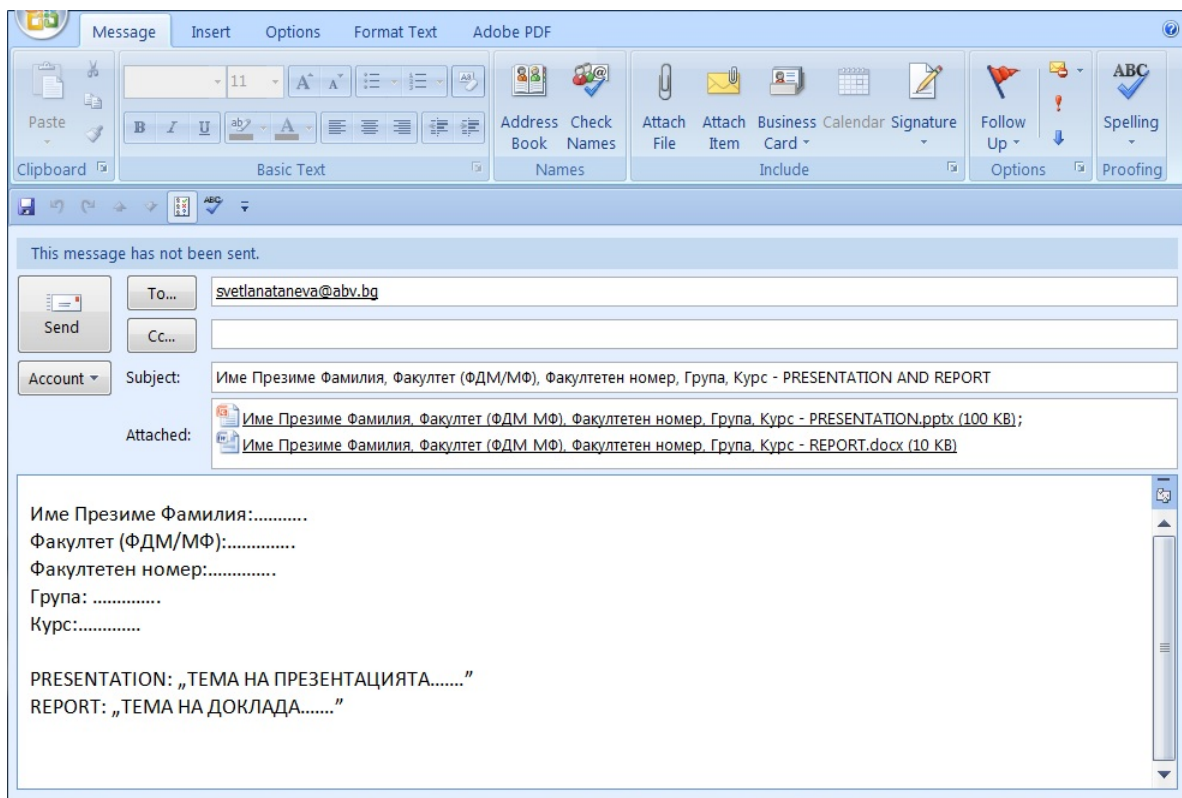 Message Insert Options Format Text Adobe PDF
11
Paste
Address Book
Check Names
Attach File
Attach Item
Business Card
Calendar
Signature
Follow Up
ABC
Spelling
Clipboard
Basic Text
Names
Include
Options
Proofing
This message has not been sent.
Send
To...
svetlanataneva@abv.bg
Cc...
Account
Subject:
Име Презиме Фамилия, Факултет (ФДМ/МФ), Факултетен номер, Група, Курс - PRESENTATION AND REPORT
Attached:
Име Презиме Фамилия, Факултет (ФДМ МФ), Факултетен номер, Група, Курс - PRESENTATION.pptx (100 KB);
Име Презиме Фамилия, Факултет (ФДМ МФ), Факултетен номер, Група, Курс - REPORT.docx (10 KB)
Име Презиме Фамилия:...........
Факултет (ФДМ/МФ):..............
Факултетен номер:..............
Група: ..............
Курс:.............
PRESENTATION: „ТЕМА НА ПРЕЗЕНТАЦИЯТА.......”
REPORT: „ТЕМА НА ДОКЛАДА.......”